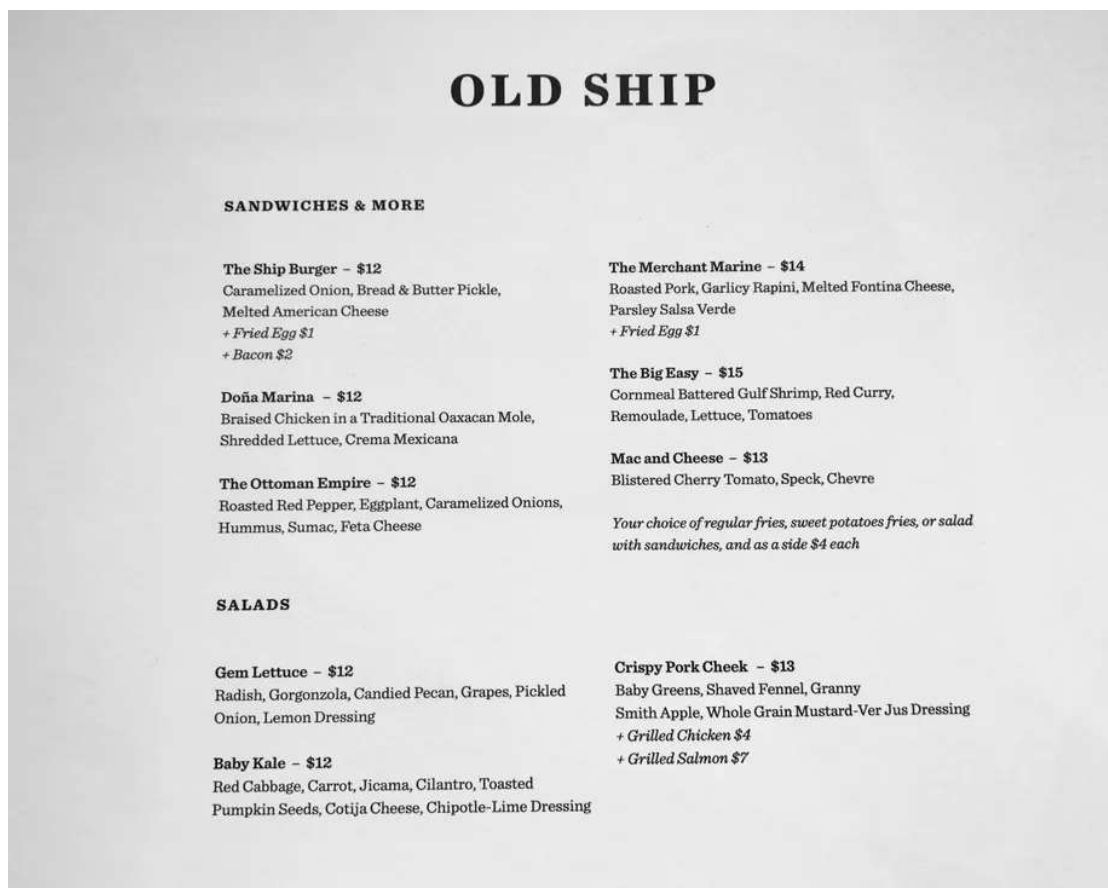 OLD SHIP
SANDWICHES & MORE
The Ship Burger – $12
Caramelized Onion, Bread & Butter Pickle,
Melted American Cheese
+ Fried Egg $1
+ Bacon $2
Doña Marina – $12
Braised Chicken in a Traditional Oaxacan Mole,
Shredded Lettuce, Crema Mexicana
The Ottoman Empire – $12
Roasted Red Pepper, Eggplant, Caramelized Onions,
Hummus, Sumac, Feta Cheese
The Merchant Marine – $14
Roasted Pork, Garlicy Rapini, Melted Fontina Cheese,
Parsley Salsa Verde
+ Fried Egg $1
The Big Easy – $15
Cornmeal Battered Gulf Shrimp, Red Curry,
Remoulade, Lettuce, Tomatoes
Mac and Cheese – $13
Blistered Cherry Tomato, Speck, Chevre
Your choice of regular fries, sweet potatoes fries, or salad
with sandwiches, and as a side $4 each
SALADS
Gem Lettuce – $12
Radish, Gorgonzola, Candied Pecan, Grapes, Pickled
Onion, Lemon Dressing
Baby Kale – $12
Red Cabbage, Carrot, Jicama, Cilantro, Toasted
Pumpkin Seeds, Cotija Cheese, Chipotle-Lime Dressing
Crispy Pork Cheek – $13
Baby Greens, Shaved Fennel, Granny
Smith Apple, Whole Grain Mustard-Ver Jus Dressing
+ Grilled Chicken $4
+ Grilled Salmon $7